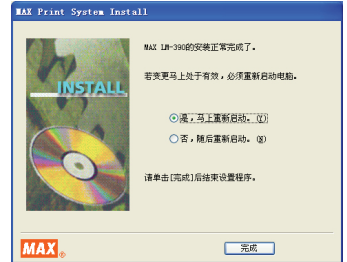 MAX Print System Install
INSTALL
MAX LM-390的安装正常完成了。
若变更马上处于有效，必须重新启动电脑。
是，马上重新启动。(Y)
否，随后重新启动。(N)
请单击[完成]后结束设置程序。
MAX®
完成